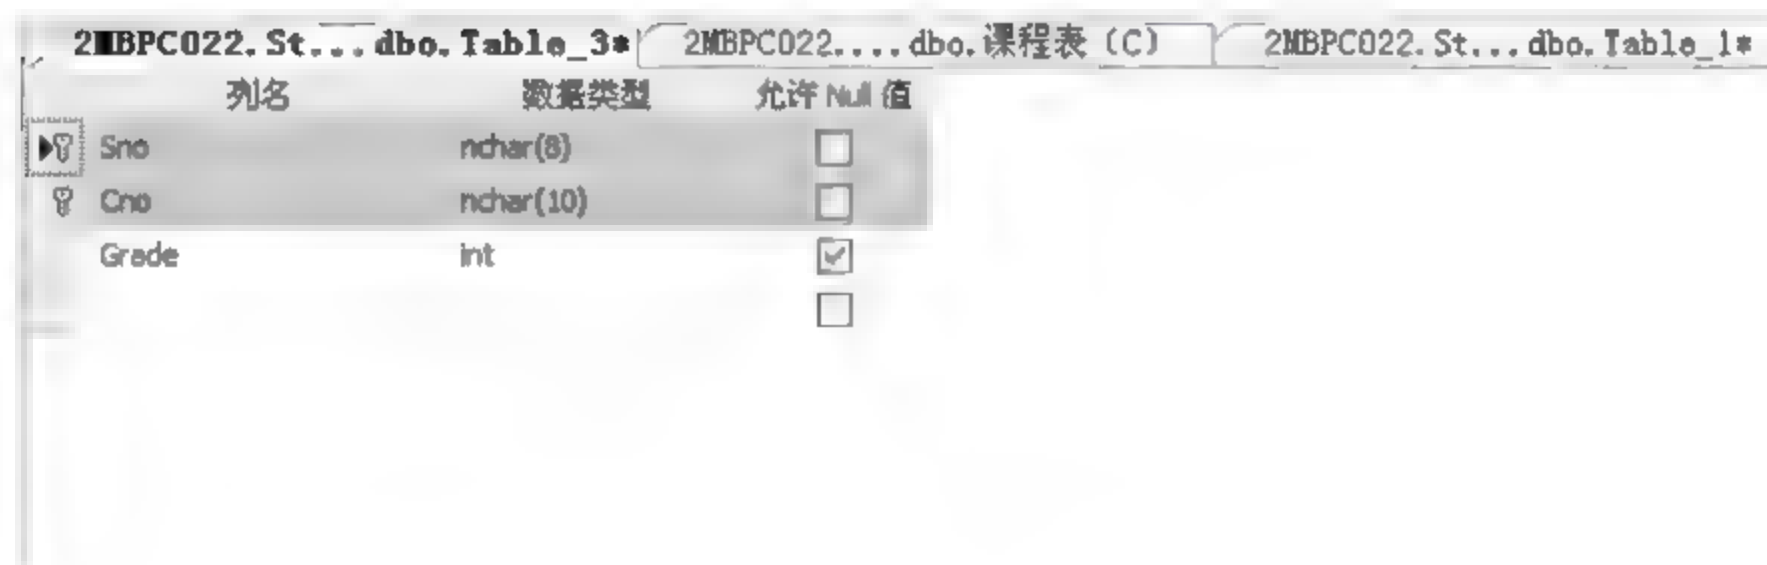 2MBPC022.St...dbo.Table_3* 2MBPC022....dbo.课程表 (C) 2MBPC022.St...dbo.Table_1*
列名 数据类型 允许 Null 值
Sno nchar(8)
Cno nchar(10)
Grade int